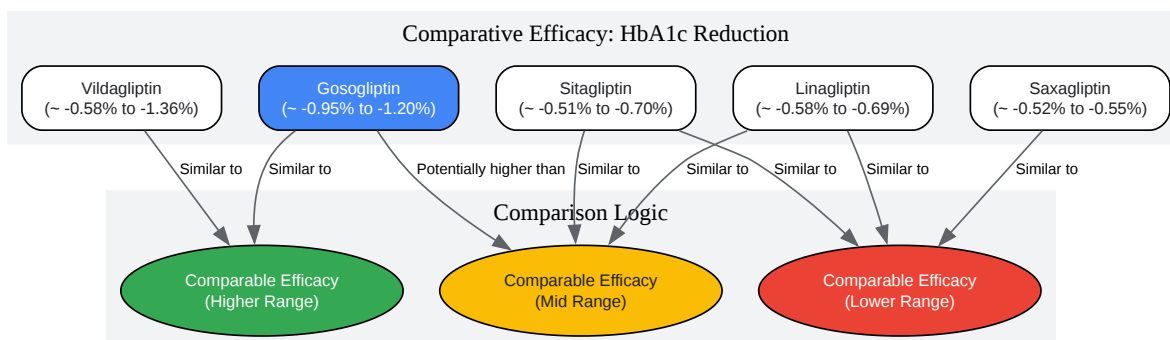 Comparative Efficacy: HbA1c Reduction
Vildagliptin
(~ -0.58% to -1.36%)
Gosogliptin
(~ -0.95% to -1.20%)
Sitagliptin
(~ -0.51% to -0.70%)
Linagliptin
(~ -0.58% to -0.69%)
Saxagliptin
(~ -0.52% to -0.55%)
Similar to
Similar to
Potentially higher than
Similar to
Similar to
Similar to
Similar to
Similar to
Comparison Logic
Comparable Efficacy
(Higher Range)
Comparable Efficacy
(Mid Range)
Comparable Efficacy
(Lower Range)